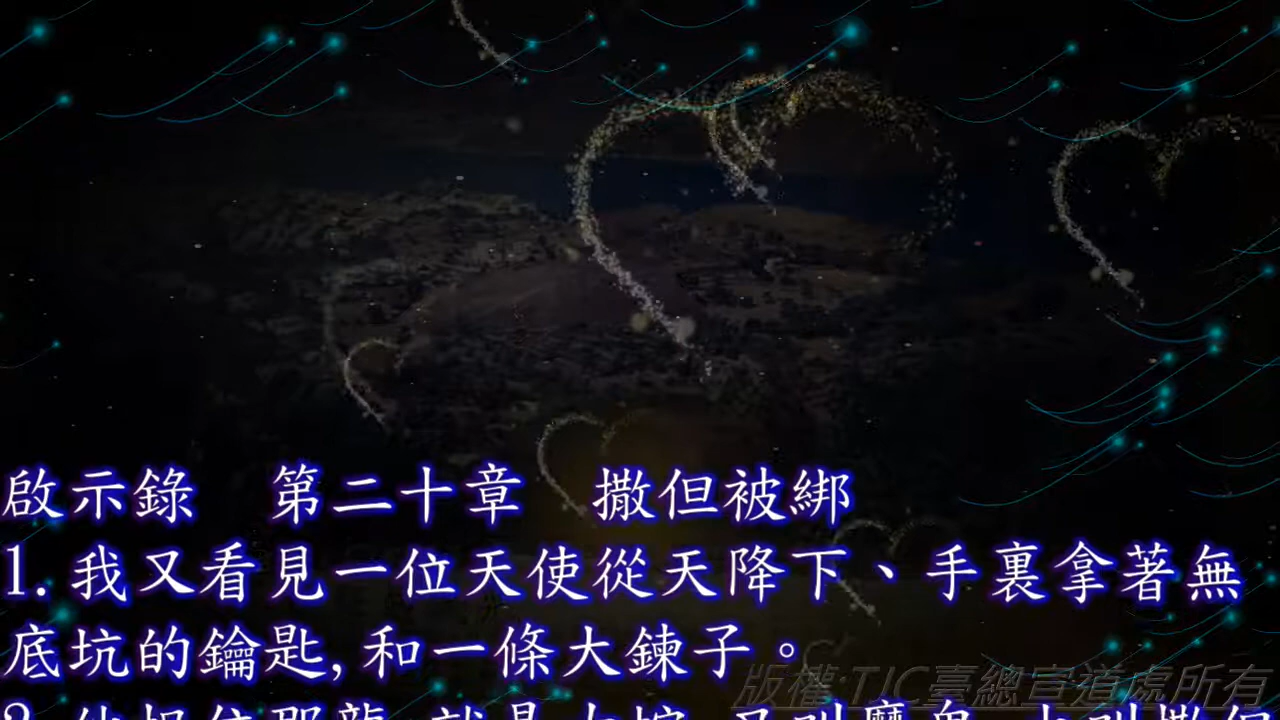 啟示錄　第二十章　撒但被綁
1.我又看見一位天使從天降下、手裏拿著無
底坑的鑰匙,和一條大鍊子。
版權:TJC臺總宣道處所有